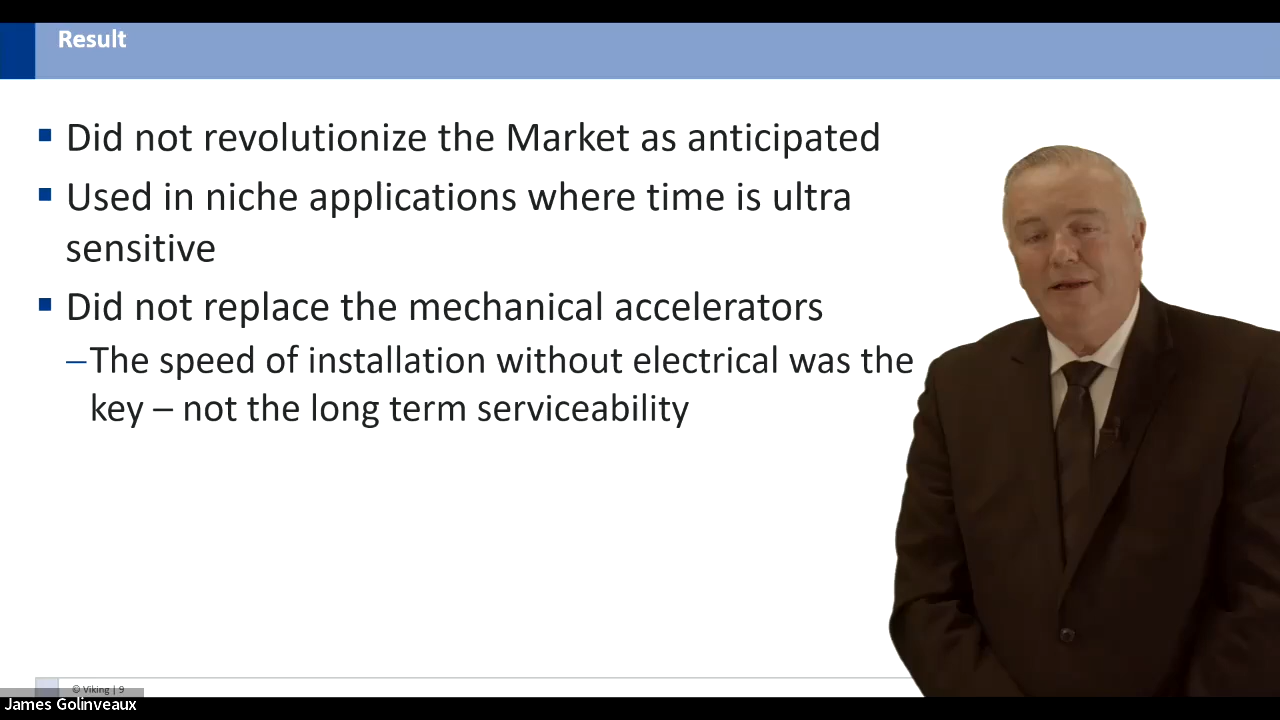 Result
▪ Did not revolutionize the Market as anticipated
▪ Used in niche applications where time is ultra
sensitive
▪ Did not replace the mechanical accelerators
–The speed of installation without electrical was the
key – not the long term serviceability
© Viking | 9
James Golinveaux